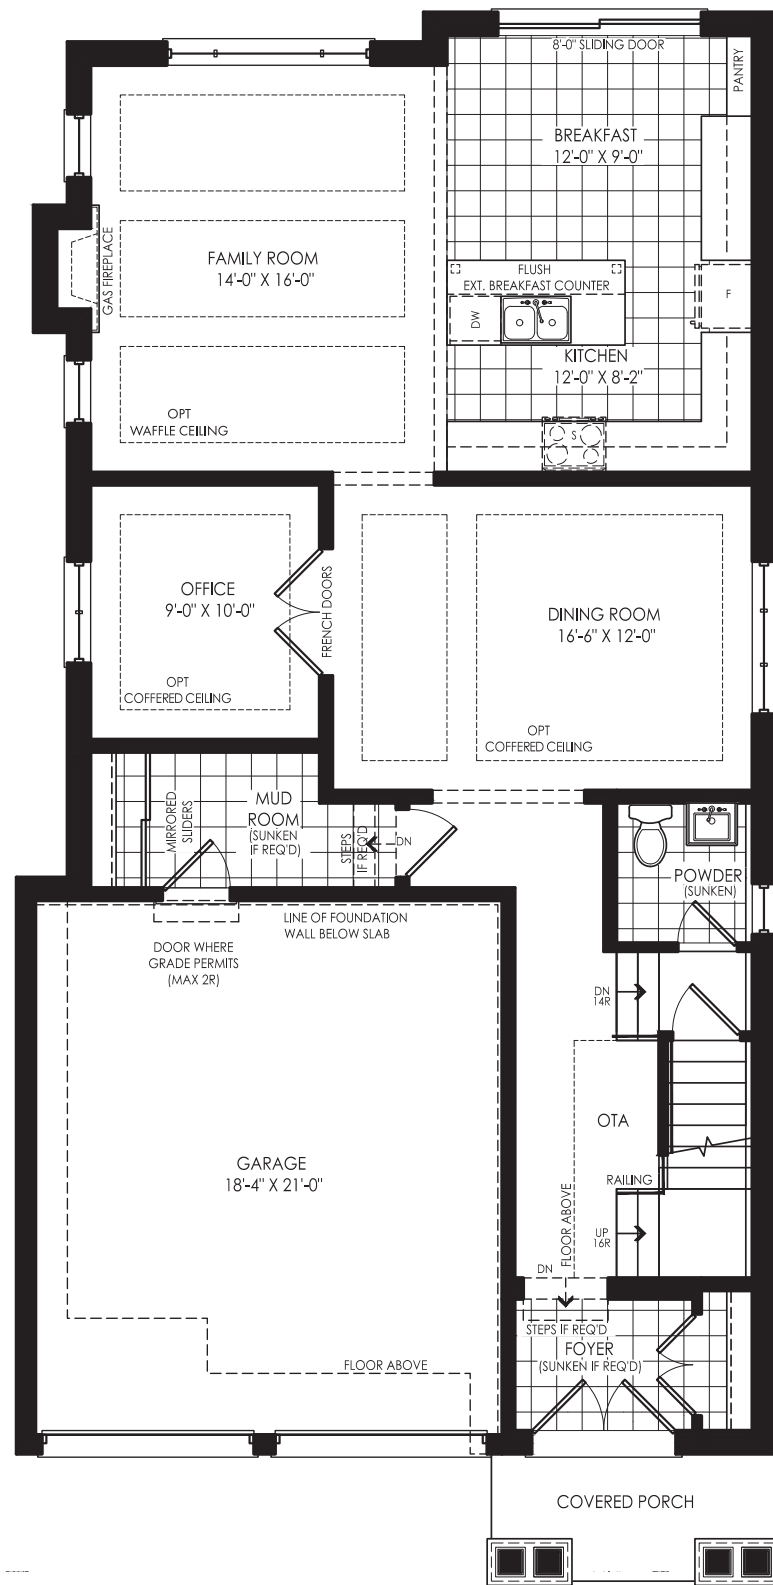 8'-0" SLIDING DOOR
PANTRY
BREAKFAST
12'-0" X 9'-0"
FAMILY ROOM
14'-0" X 16'-0"
GAS FIREPLACE
FLUSH
EXT. BREAKFAST COUNTER
F
DW
KITCHEN
12'-0" X 8'-2"
OPT
WAFFLE CEILING
S
OFFICE
9'-0" X 10'-0"
FRENCH DOORS
DINING ROOM
16'-6" X 12'-0"
OPT
COFFERED CEILING
OPT
COFFERED CEILING
MIRRORED
SLIDERS
MUD
ROOM
(SUNKEN
IF REQ'D)
STEPS
IF REQ'D
DN
POWDER
(SUNKEN)
LINE OF FOUNDATION
WALL BELOW SLAB
DOOR WHERE
GRADE PERMITS
(MAX 2R)
DN
14R
OTA
GARAGE
18'-4" X 21'-0"
RAILING
FLOOR ABOVE
UP
16R
DN
STEPS IF REQ'D
FOYER
(SUNKEN IF REQ'D)
FLOOR ABOVE
COVERED PORCH